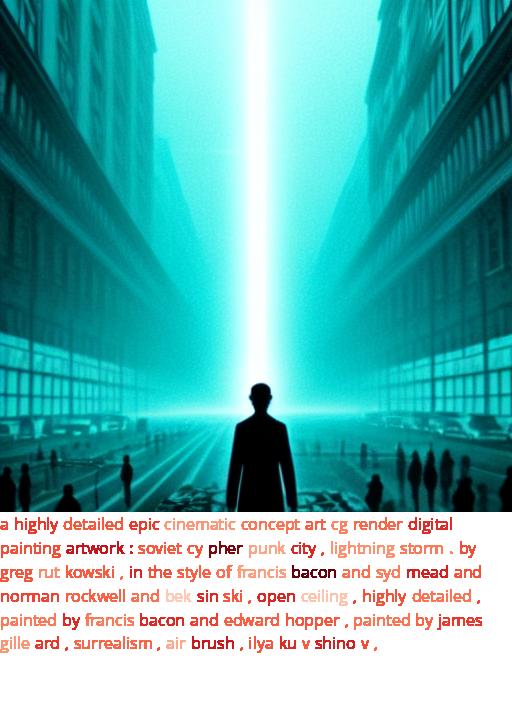 a highly detailed epic cinematic concept art cg render digital
painting artwork : soviet cy pher punk city , lightning storm . by
greg rut kowski , in the style of francis bacon and syd mead and
norman rockwell and bek sin ski , open ceiling , highly detailed ,
painted by francis bacon and edward hopper , painted by james
gille ard , surrealism , air brush , ilya ku v shino v ,